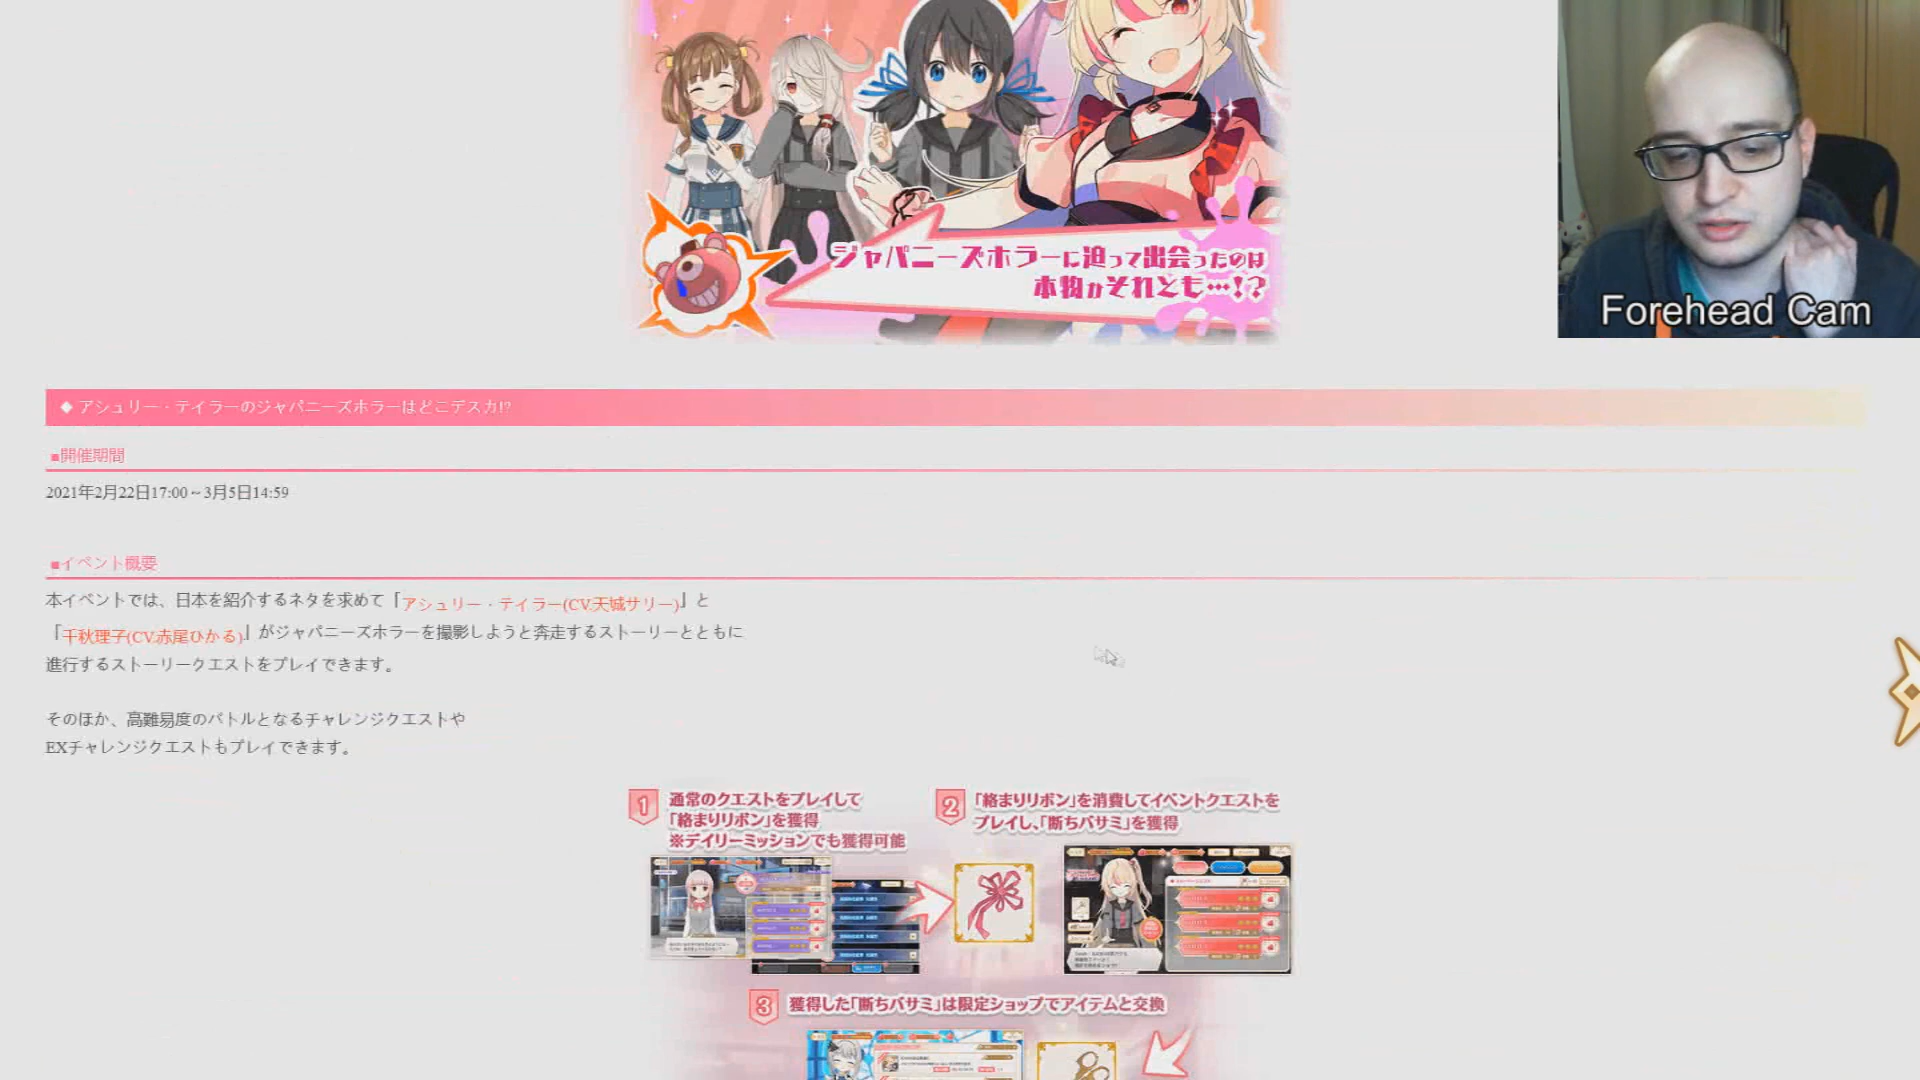 ジャパニーズホラーに迫って出会ったのは
本物かそれとも…!?
Forehead Cam
◆ アシュリー・テイラーのジャパニーズホラーはどこデスカ!?
■開催期間
2021年2月22日17:00～3月5日14:59
■イベント概要
本イベントでは、日本を紹介するネタを求めて『アシュリー・テイラー(CV.天城サリー)』と
『千秋理子(CV.赤尾ひかる)』がジャパニーズホラーを撮影しようと奔走するストーリーとともに
進行するストーリークエストをプレイできます。
そのほか、高難易度のバトルとなるチャレンジクエストや
EXチャレンジクエストもプレイできます。
1 通常のクエストをプレイして
「絡まりリボン」を獲得
※デイリーミッションでも獲得可能
2 「絡まりリボン」を消費してイベントクエストを
プレイし、「断ちバサミ」を獲得
3 獲得した「断ちバサミ」は限定ショップでアイテムと交換